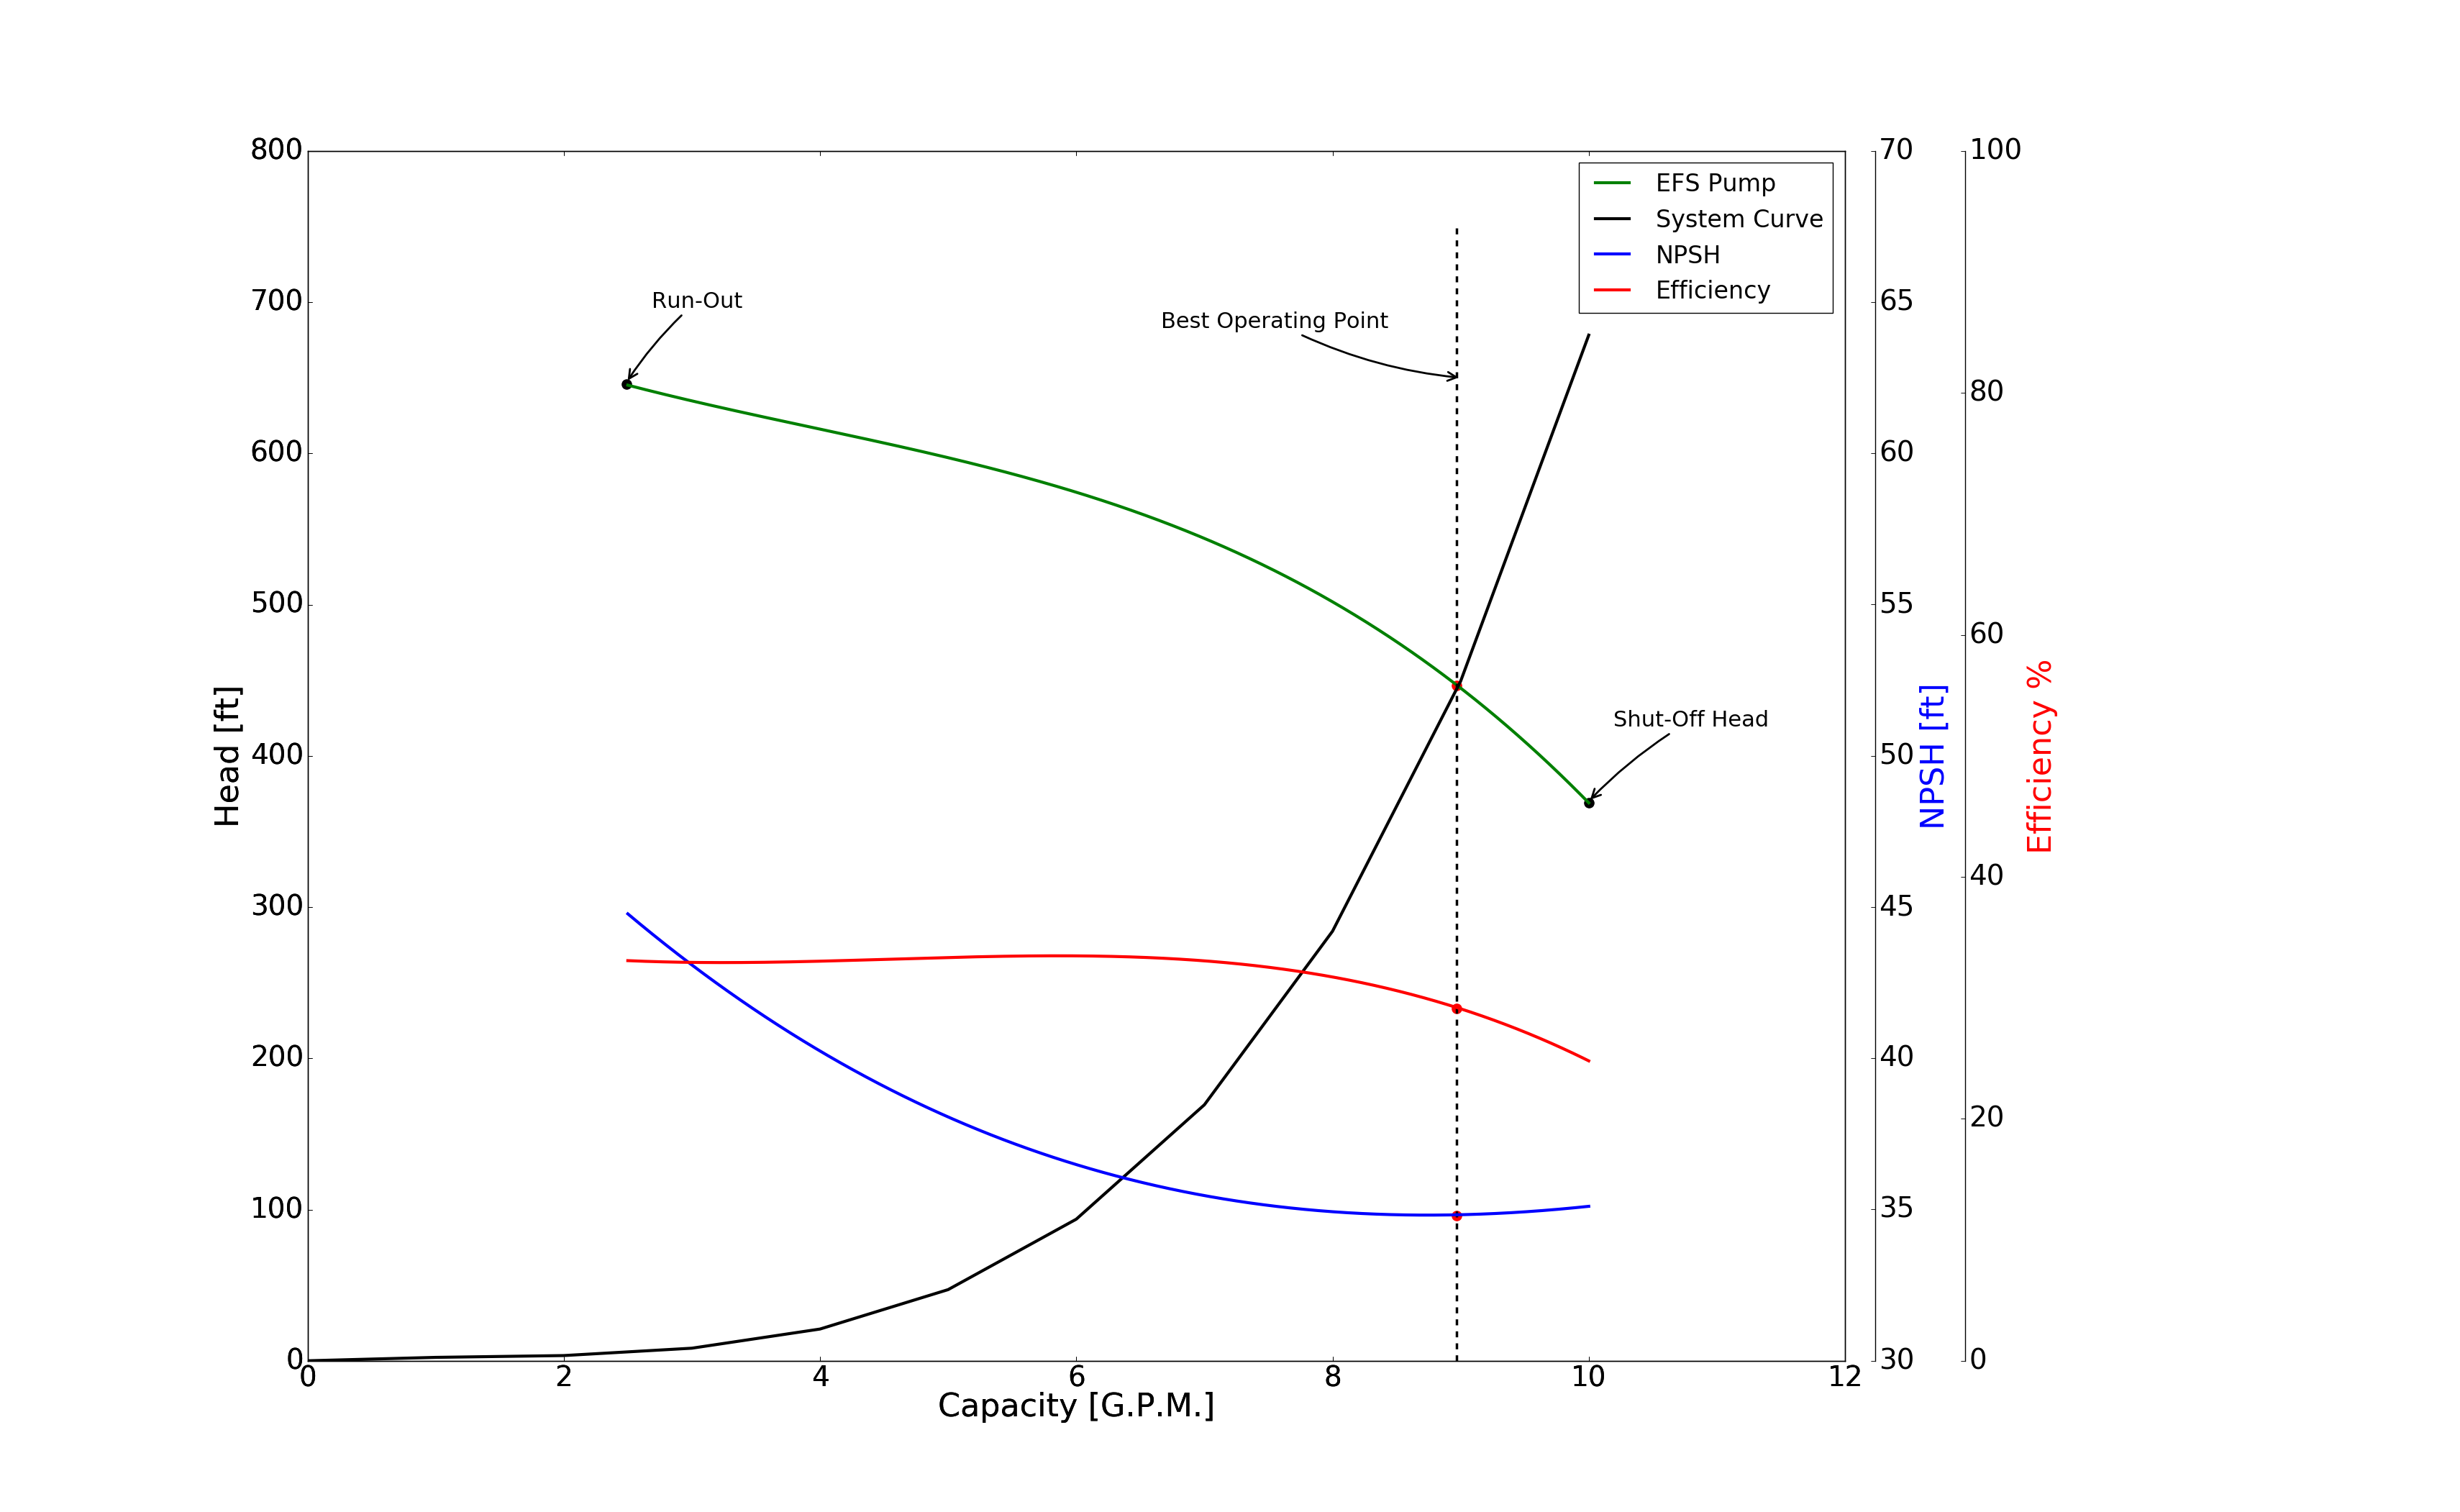 EFS Pump
System Curve
NPSH
Efficiency
Run-Out
Best Operating Point
Shut-Off Head
Head [ft]
800
700
600
500
400
300
200
100
0
0
2
4
6
8
10
12
Capacity [G.P.M.]
70
65
60
55
50
45
40
35
30
NPSH [ft]
100
80
60
40
20
0
Efficiency %